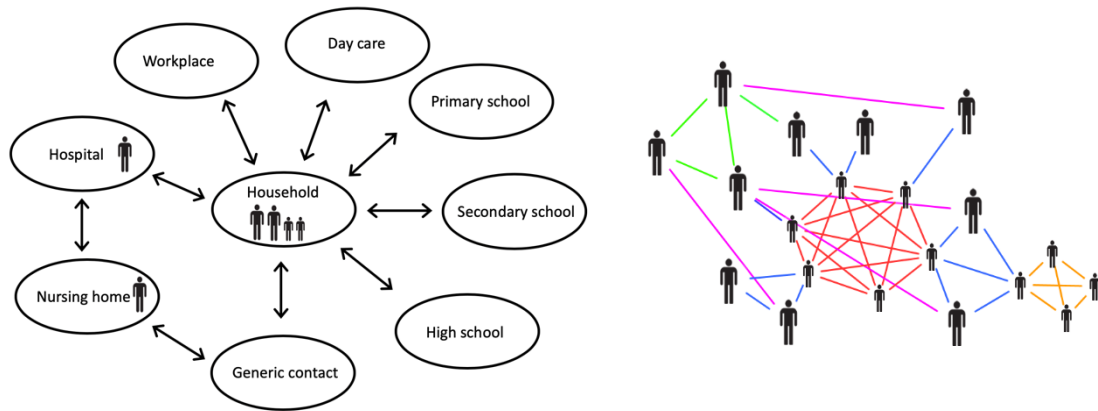 Day care
Workplace
Primary school
Hospital
Household
Secondary school
Nursing home
High school
Generic contact